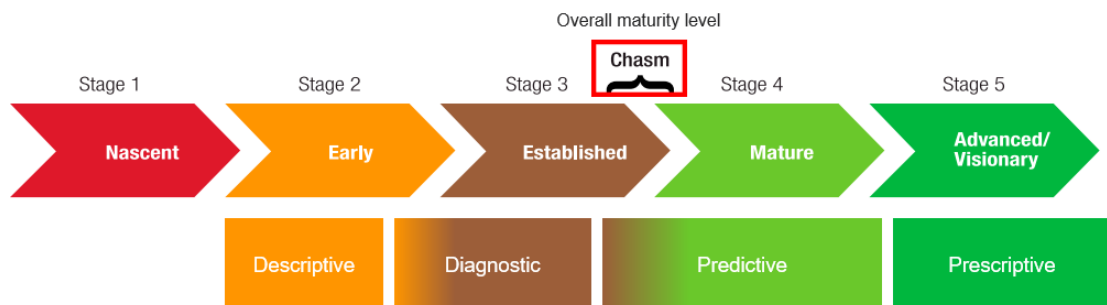 Overall maturity level
Chasm
Stage 1
Stage 2
Stage 3
Stage 4
Stage 5
Nascent
Early
Established
Mature
Advanced/
Visionary
Descriptive
Diagnostic
Predictive
Prescriptive